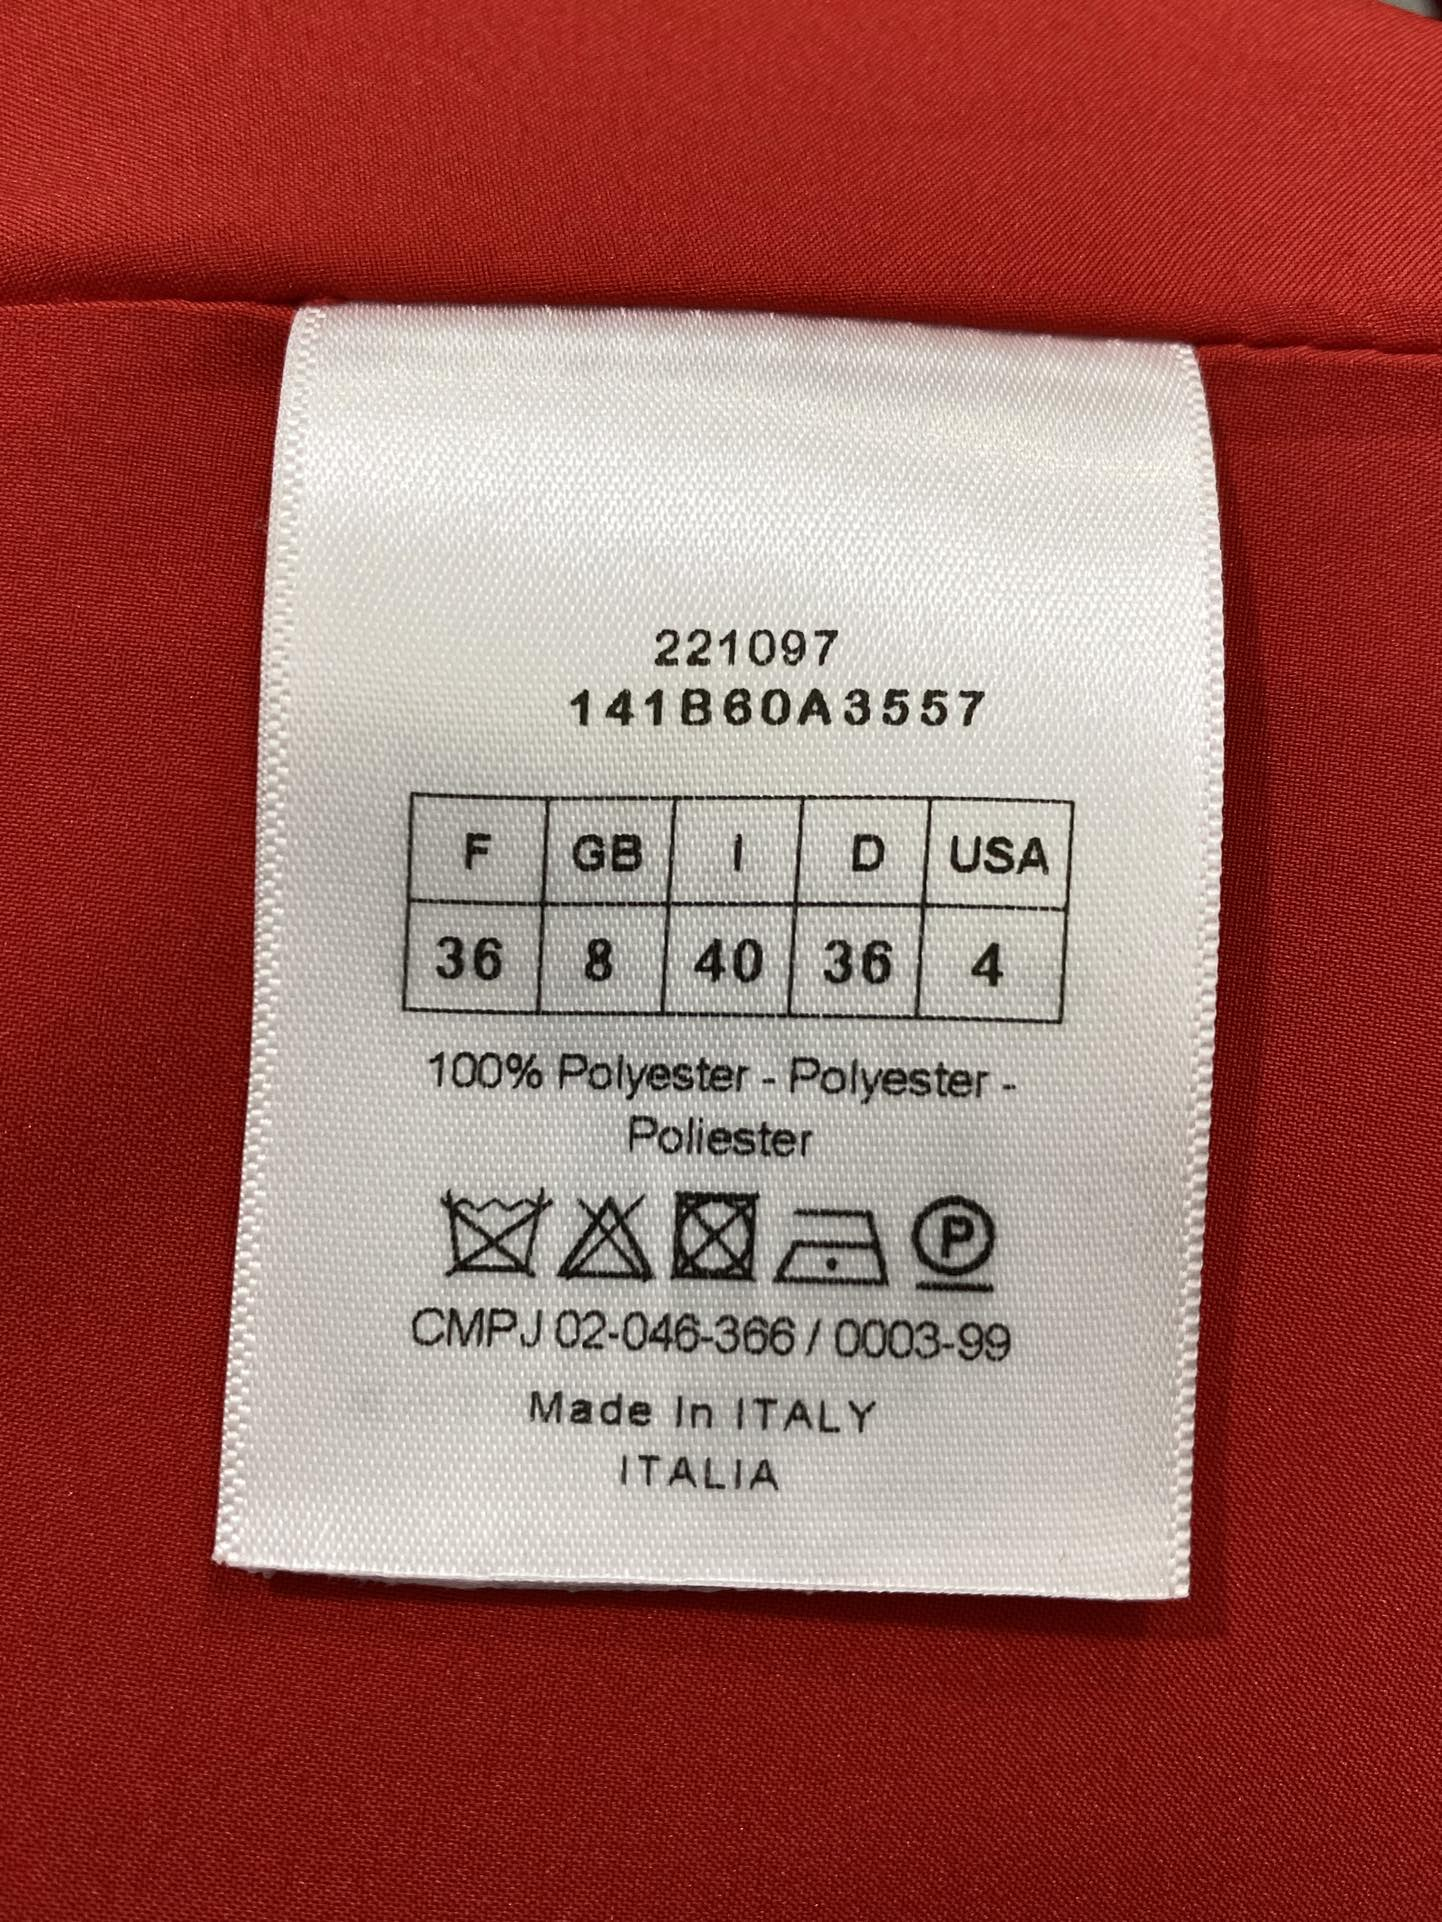 221097
141B60A3557
F GB I D USA
36 8 40 36 4
100% Polyester - Polyester -
Poliester
P
CMPJ 02-046-366 / 0003-99
Made In ITALY
ITALIA